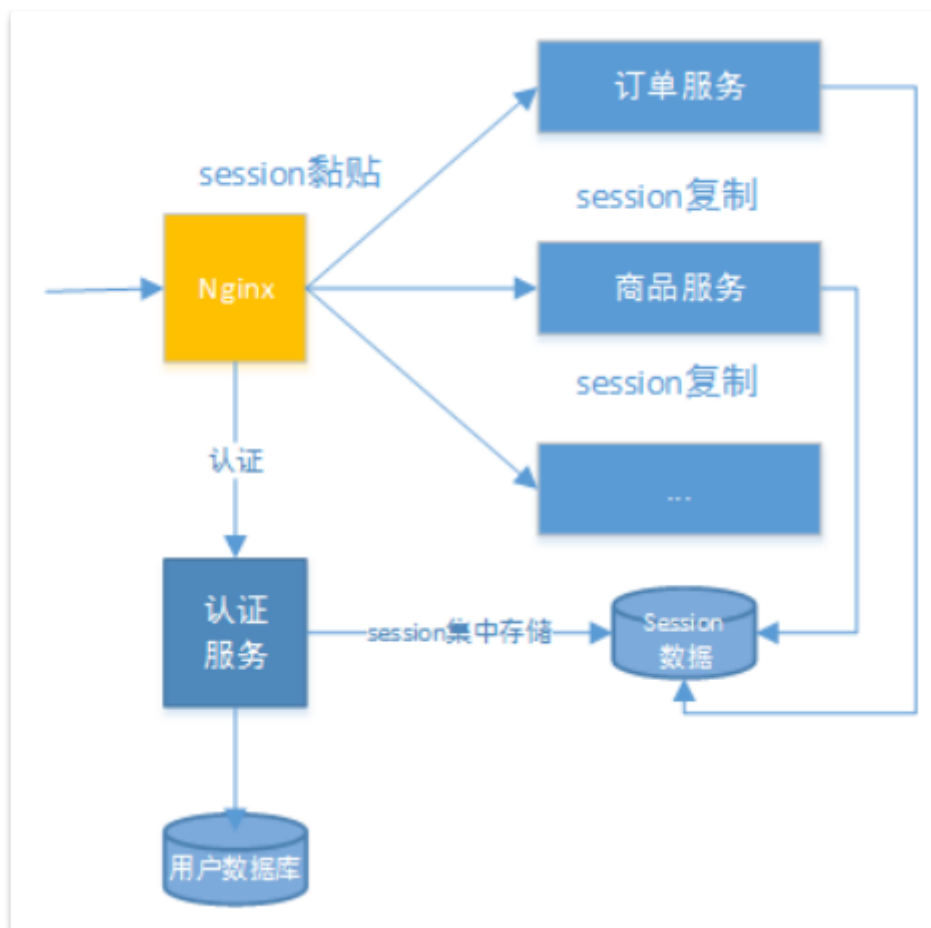 订单服务
session黏贴
session复制
Nginx
商品服务
session复制
认证
...
认证
服务
session集中存储
Session
数据
用户数据库